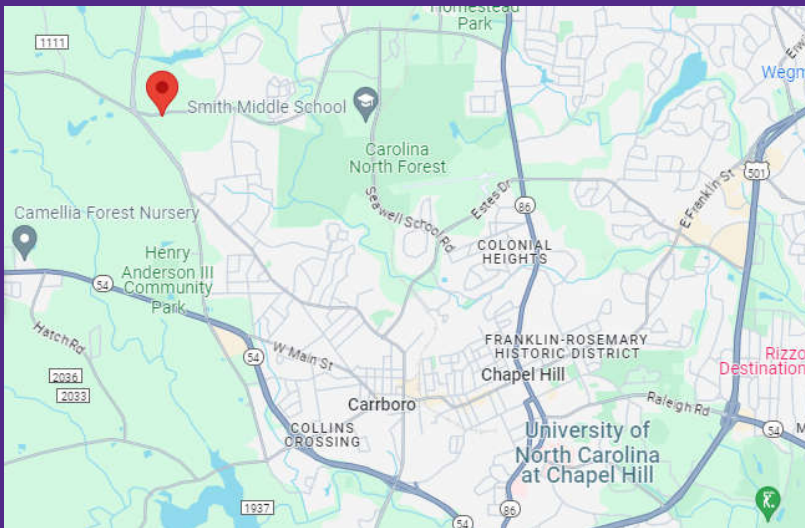 Homestead
Park
1111
Wegm
Smith Middle School
Carolina
North Forest
501
E Franklin St
Seawell School Rd
Estes Dr
86
Camellia Forest Nursery
COLONIAL
HEIGHTS
Henry
Anderson III
Community
Park
54
Hatch Rd
FRANKLIN-ROSEMARY
HISTORIC DISTRICT
W Main St
54
Rizzo
Destination
2036
2033
Chapel Hill
Carrboro
Raleigh Rd
COLLINS
CROSSING
University of
North Carolina
at Chapel Hill
54
M
1937
54
86